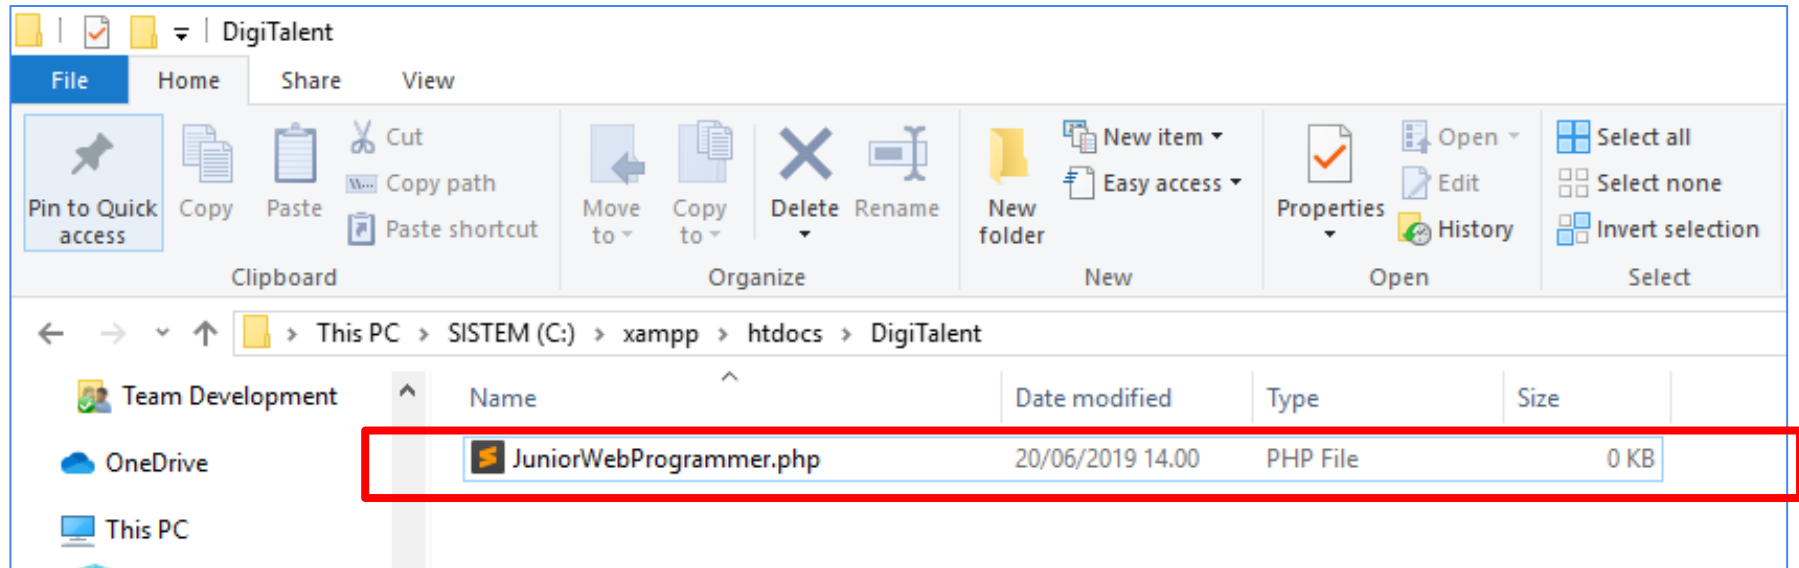 DigiTalent
File Home Share View
Pin to Quick access
Copy
Paste
Cut
Copy path
Paste shortcut
Clipboard
Move to
Copy to
Delete
Rename
Organize
New folder
New item
Easy access
New
Properties
Open
Edit
History
Open
Select all
Select none
Invert selection
Select
This PC > SISTEM (C:) > xampp > htdocs > DigiTalent
Team Development
OneDrive
This PC
Name Date modified Type Size
JuniorWebProgrammer.php 20/06/2019 14.00 PHP File 0 KB